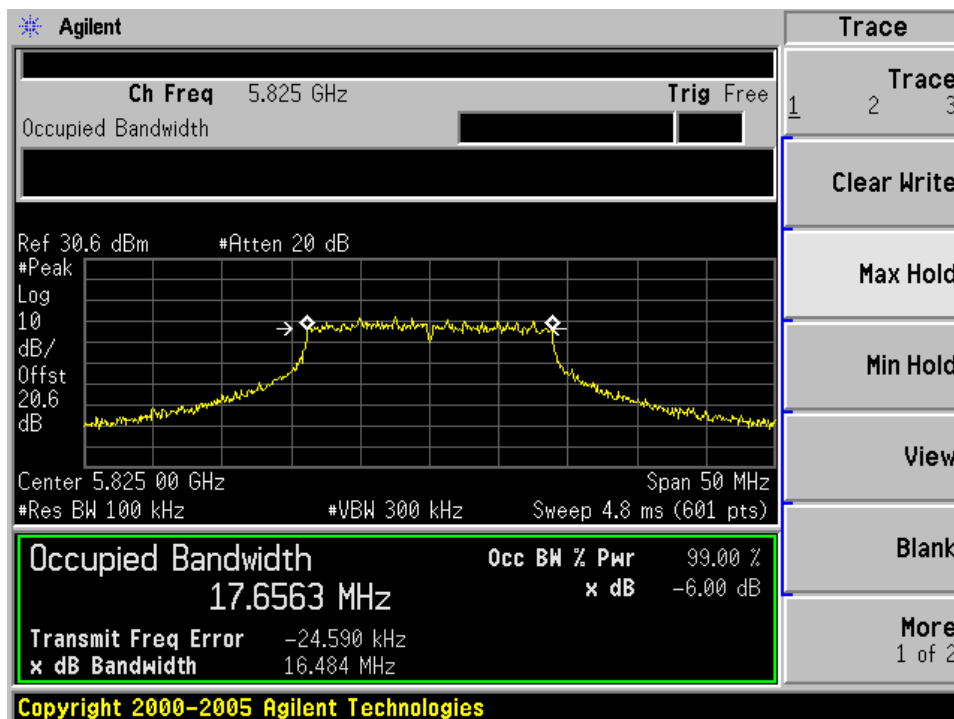 Agilent
Trace
Ch Freq 5.825 GHz Trig Free
Occupied Bandwidth
Trace
1 2 3
Clear Write
Max Hold
Min Hold
View
Blank
More
1 of 2
Ref 30.6 dBm #Atten 20 dB
#Peak
Log
10
dB/
Offst
20.6
dB
Center 5.825 00 GHz Span 50 MHz
#Res BW 100 kHz #VBW 300 kHz Sweep 4.8 ms (601 pts)
Occupied Bandwidth
17.6563 MHz
Occ BW % Pwr 99.00 %
x dB -6.00 dB
Transmit Freq Error -24.590 kHz
x dB Bandwidth 16.484 MHz
Copyright 2000-2005 Agilent Technologies